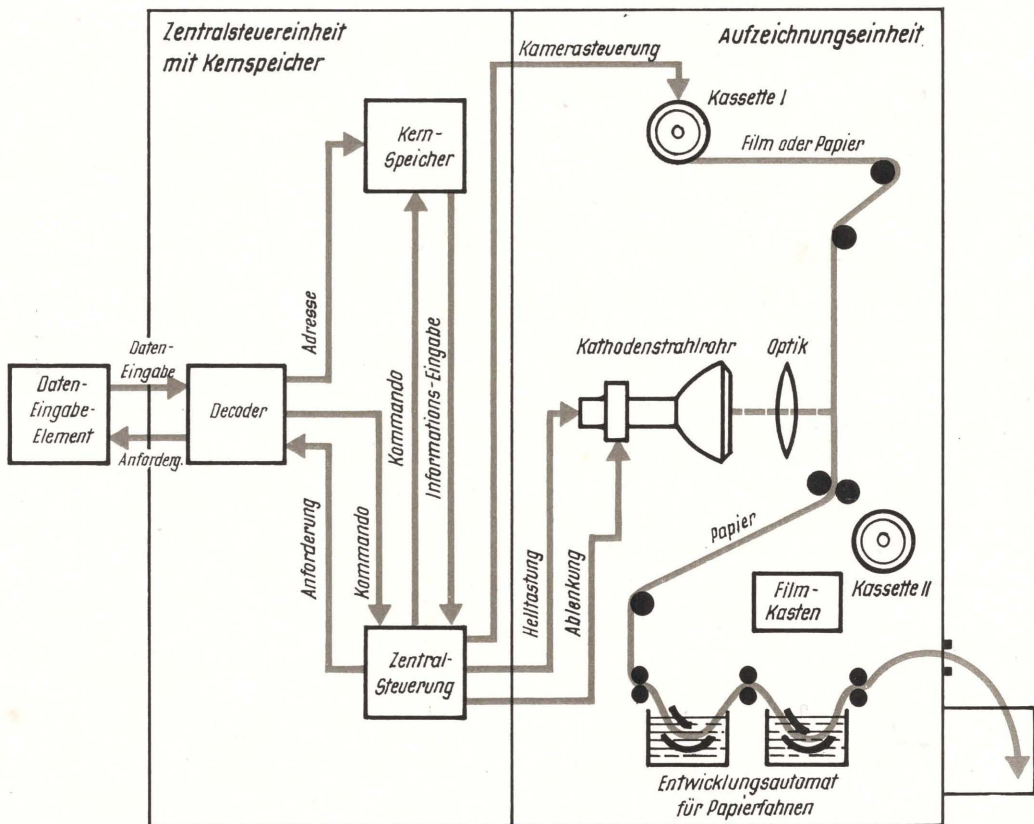 Zentralsteuereinheit
mit Kernspeicher
Aufzeichnungseinheit
Kamerasteuerung
Kassette I
Film oder Papier
Kern-
Speicher
Adresse
Kommando
Informations-Eingabe
Kathodenstrahlrohr
Optik
Daten-
Eingabe-
Element
Daten-
Eingabe
Anforderg.
Decoder
Anforderung
Kommando
Helltastung
Ablenkung
Papier
Kassette II
Film-
Kasten
Zentral-
Steuerung
Entwicklungsautomat
für Papierfahnen